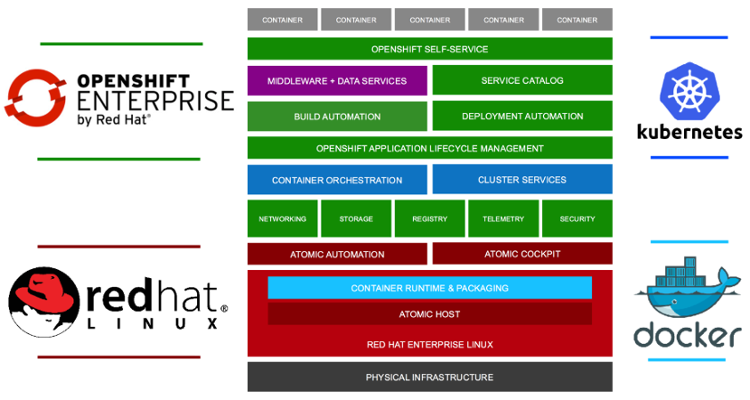 CONTAINER CONTAINER CONTAINER CONTAINER CONTAINER
OPENSHIFT SELF-SERVICE
OPENSHIFT
ENTERPRISE
by Red Hat®
MIDDLEWARE + DATA SERVICES SERVICE CATALOG
BUILD AUTOMATION DEPLOYMENT AUTOMATION
kubernetes
OPENSHIFT APPLICATION LIFECYCLE MANAGEMENT
CONTAINER ORCHESTRATION CLUSTER SERVICES
NETWORKING STORAGE REGISTRY TELEMETRY SECURITY
ATOMIC AUTOMATION ATOMIC COCKPIT
redhat®
LINUX
CONTAINER RUNTIME & PACKAGING
ATOMIC HOST
RED HAT ENTERPRISE LINUX
docker
PHYSICAL INFRASTRUCTURE